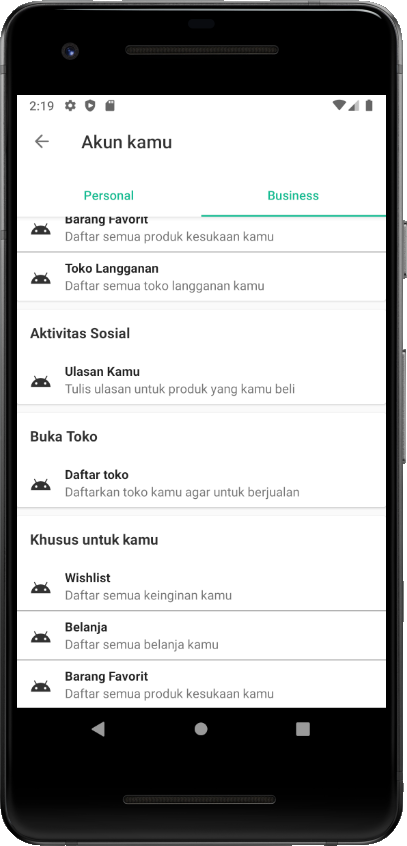 2:19
Akun kamu
Personal
Business
Barang Favorit
Daftar semua produk kesukaan kamu
Toko Langganan
Daftar semua toko langganan kamu
Aktivitas Sosial
Ulasan Kamu
Tulis ulasan untuk produk yang kamu beli
Buka Toko
Daftar toko
Daftarkan toko kamu agar untuk berjualan
Khusus untuk kamu
Wishlist
Daftar semua keinginan kamu
Belanja
Daftar semua belanja kamu
Barang Favorit
Daftar semua produk kesukaan kamu